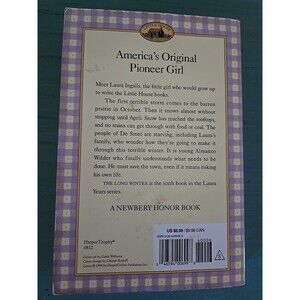 America's Original
Pioneer Girl
Meet Laura Ingalls, the little girl who would grow up
to write the Little House books.
The first terrible storm comes to the barren
prairie in October. Then it snows almost without
stopping until April. Snow has reached the rooftops,
and no trains can get through with food or coal. The
people of De Smet are starving, including Laura's
family, who wonder how they're going to make it
through this terrible winter. It is young Almanzo
Wilder who finally understands what needs to be
done. He must save the town, even if it means risking
his own life.
THE LONG WINTER is the sixth book in the Laura
Years series.
A NEWBERY HONOR BOOK
HarperTrophy®
US $6.99 / $9.99 CAN